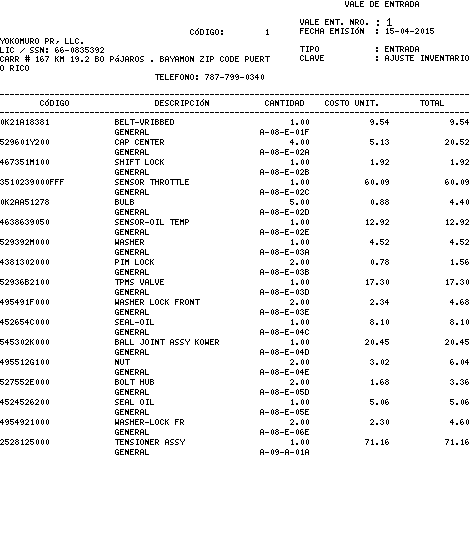 VALE DE ENTRADA
VALE ENT. NRO. : 1
CÓDIGO: 1 FECHA EMISIÓN : 15-04-2015
YOKOMURO PR, LLC.
LIC / SSN: 66-0835392 TIPO : ENTRADA
CARR # 167 KM 19.2 BO PáJAROS . BAYAMON ZIP CODE PUERT CLAVE : AJUSTE INVENTARIO
O RICO
TELEFONO: 787-799-0340
CÓDIGO DESCRIPCIÓN CANTIDAD COSTO UNIT. TOTAL
0K21A18381 BELT-VRIBBED 1.00 9.54 9.54
GENERAL A-08-E-01F
529601Y200 CAP CENTER 4.00 5.13 20.52
GENERAL A-08-E-02A
467351M100 SHIFT LOCK 1.00 1.92 1.92
GENERAL A-08-E-02B
3510239000FFF SENSOR THROTTLE 1.00 60.09 60.09
GENERAL A-08-E-02C
0K2AA51278 BULB 5.00 0.88 4.40
GENERAL A-08-E-02D
4638639050 SENSOR-OIL TEMP 1.00 12.92 12.92
GENERAL A-08-E-02E
529392M000 WASHER 1.00 4.52 4.52
GENERAL A-08-E-03A
4381302000 PIM LOCK 2.00 0.78 1.56
GENERAL A-08-E-03B
52936B2100 TPMS VALVE 1.00 17.30 17.30
GENERAL A-08-E-03D
495491F000 WASHER LOCK FRONT 2.00 2.34 4.68
GENERAL A-08-E-03E
452654C000 SEAL-OIL 1.00 8.10 8.10
GENERAL A-08-E-04C
545302K000 BALL JOINT ASSY KOWER 1.00 20.45 20.45
GENERAL A-08-E-04D
495512G100 NUT 2.00 3.02 6.04
GENERAL A-08-E-04E
527552E000 BOLT HUB 2.00 1.68 3.36
GENERAL A-08-E-05D
4524526200 SEAL OIL 1.00 5.06 5.06
GENERAL A-08-E-05E
4954921000 WASHER-LOCK FR 2.00 2.30 4.60
GENERAL A-08-E-06E
2528125000 TENSIONER ASSY 1.00 71.16 71.16
GENERAL A-09-A-01A